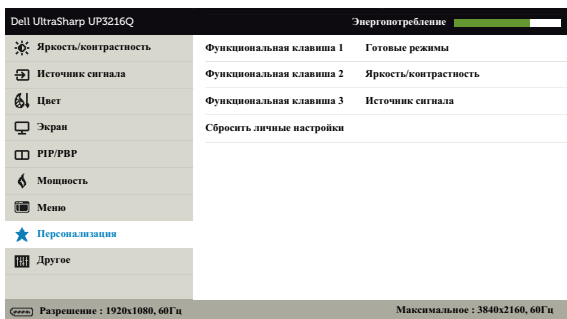 Dell UltraSharp UP3216Q Энергопотребление
Яркость/контрастность Функциональная клавиша 1 Готовые режимы
Источник сигнала Функциональная клавиша 2 Яркость/контрастность
Цвет Функциональная клавиша 3 Источник сигнала
Экран Сбросить личные настройки
PIP/PBP
Мощность
Меню
Персонализация
Другое
Разрешение : 1920x1080, 60Гц Максимальное : 3840x2160, 60Гц